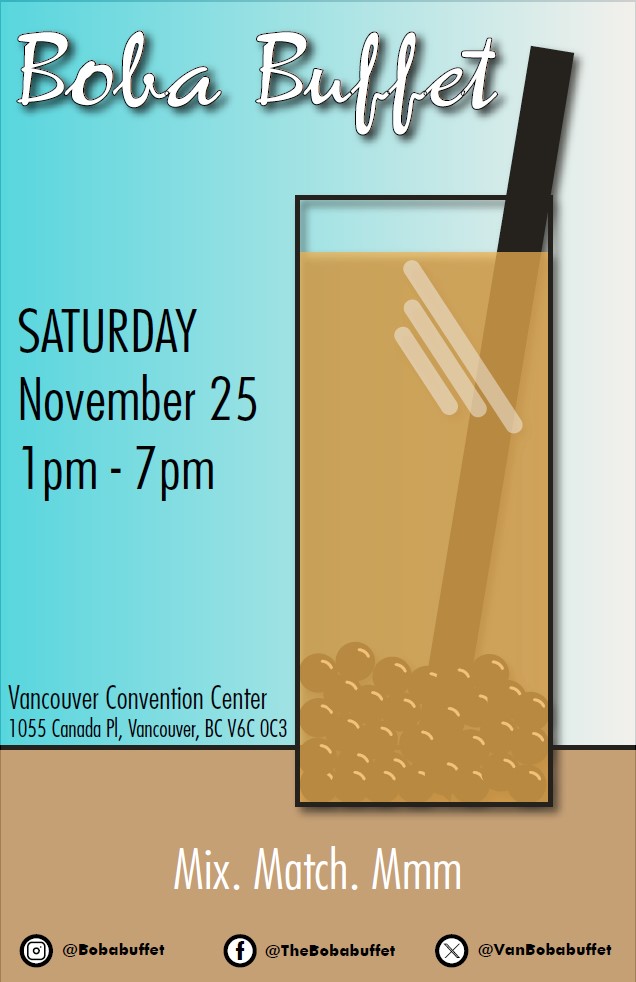 Boba Buffet
SATURDAY
November 25
1pm - 7pm
Vancouver Convention Center
1055 Canada Pl, Vancouver, BC V6C 0C3
Mix. Match. Mmm
@Bobabuffet
@TheBobabuffet
@VanBobabuffet